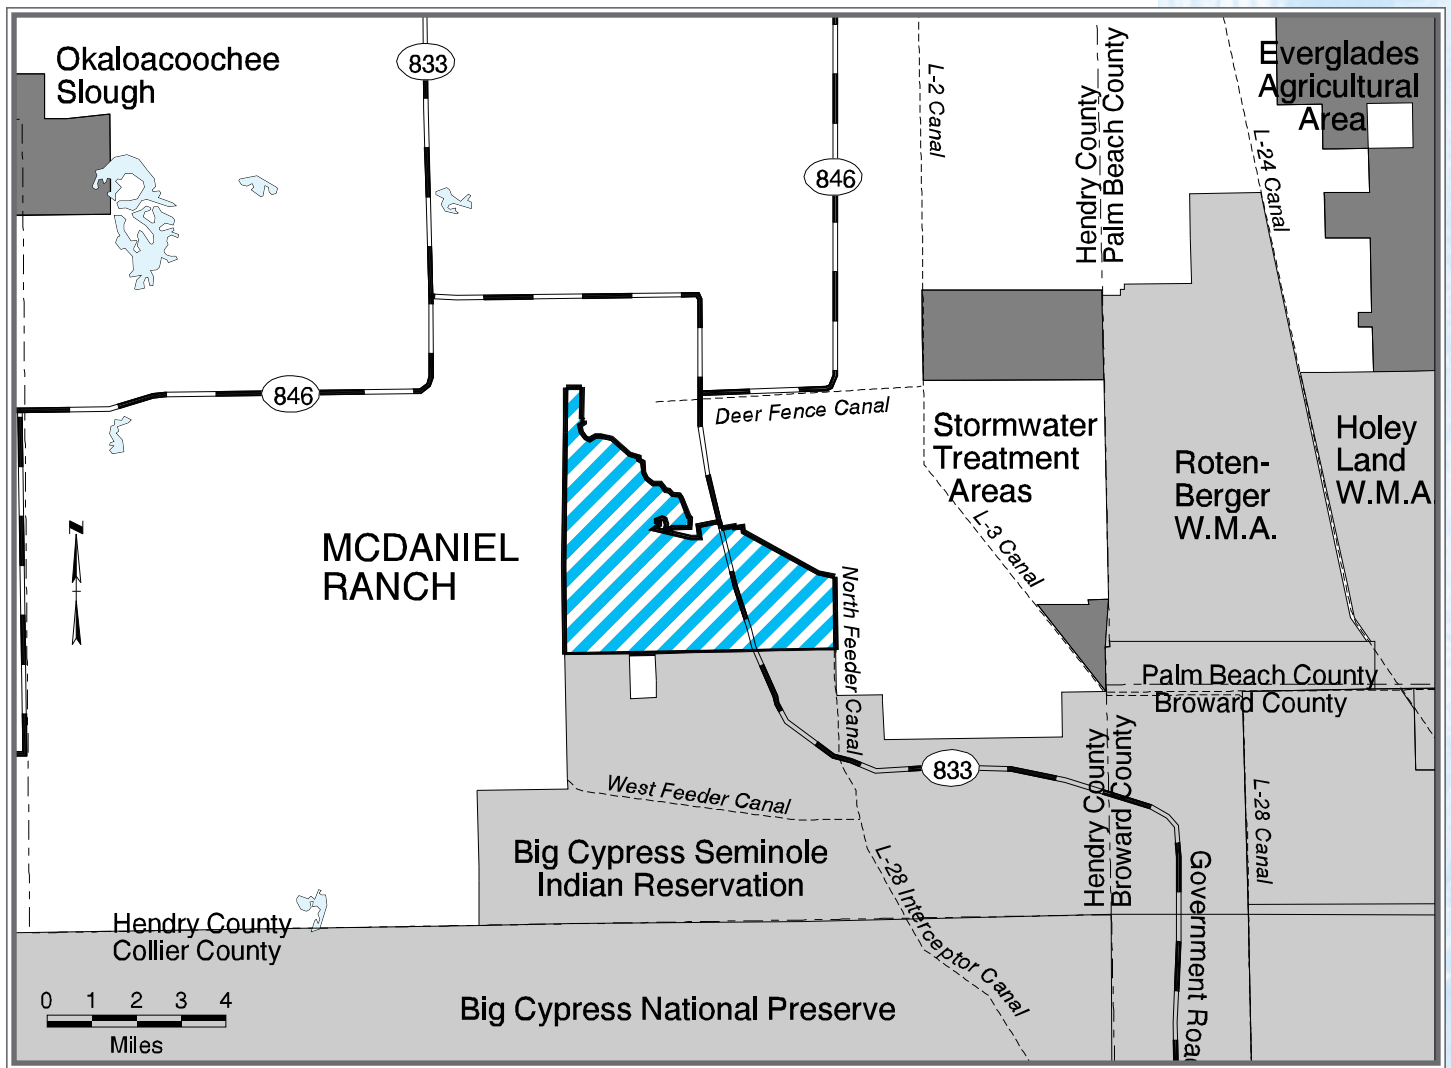 Okaloacoochee
Slough
833
846
L-2 Canal
Hendry County
Palm Beach County
Everglades
Agricultural
Area
L-24 Canal
846
Deer Fence Canal
Stormwater
Treatment
Areas
Roten-
Berger
W.M.A.
Holey
Land
W.M.A.
L-3 Canal
N
MCDANIEL
RANCH
North Feeder Canal
Palm Beach County
Broward County
833
Hendry County
Broward County
L-28 Canal
West Feeder Canal
Big Cypress Seminole
Indian Reservation
L-28 Interceptor Canal
Government Road
Hendry County
Collier County
Big Cypress National Preserve
0 1 2 3 4
Miles